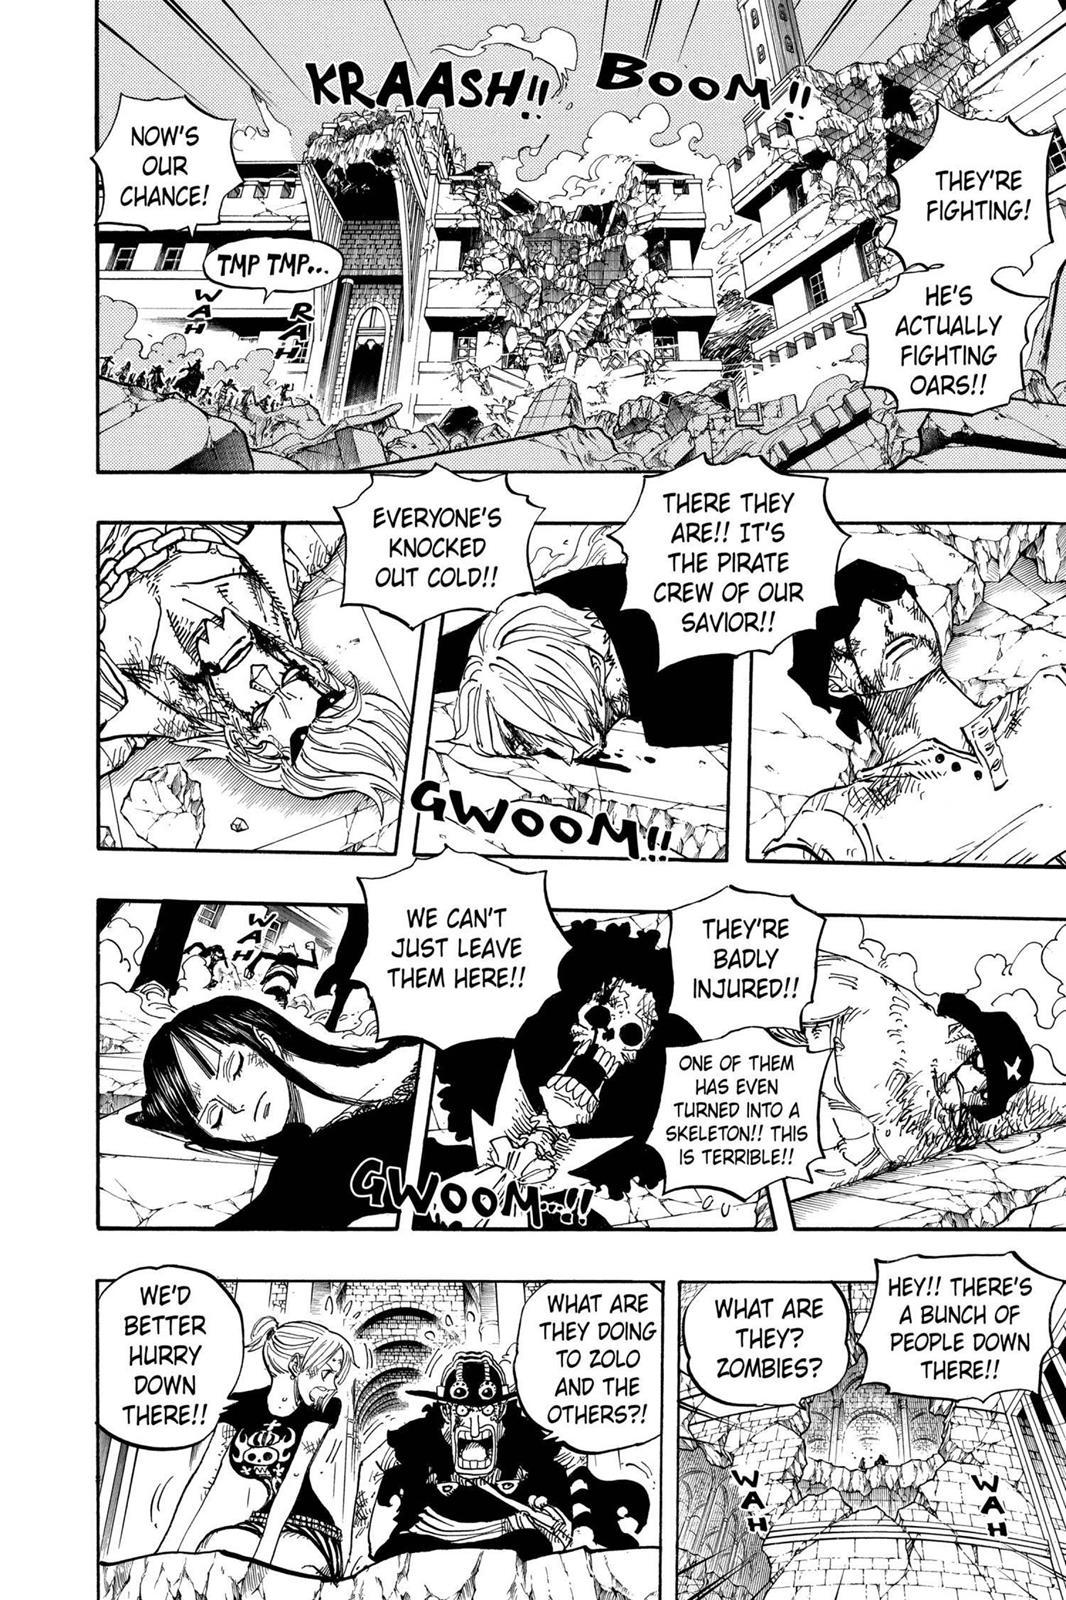 BOOM!!
KRAASH!!
THEY'RE
FIGHTING!
HE'S
ACTUALLY
FIGHTING
OARS!!
NOW'S
OUR
CHANCE!
TMP TMP...
RAH
WAH
THERE THEY
ARE!! IT'S
THE PIRATE
CREW OF OUR
SAVIOR!!
EVERYONE'S
KNOCKED
OUT COLD!!
GWOOM!!
THEY'RE
BADLY
INJURED!!
ONE OF THEM
HAS EVEN
TURNED INTO A
SKELETON!! THIS
IS TERRIBLE!!
WE CAN'T
JUST LEAVE
THEM HERE!!
WAH
GWOOM...!!
HEY!! THERE'S
A BUNCH OF
PEOPLE DOWN
THERE!!
WHAT ARE
THEY?
ZOMBIES?
WAH
WAH
WHAT ARE
THEY DOING
TO ZOLO
AND THE
OTHERS?!
WE'D
BETTER
HURRY
DOWN
THERE!!